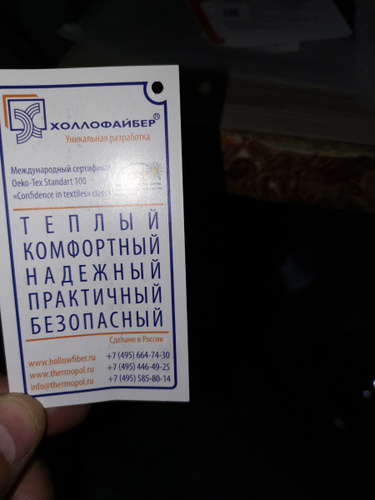 ХОЛЛОФАЙБЕР®
Уникальная разработка
Международный
Oeko-Tex Standart 100
«Confidence in textiles»
ТЕПЛЫЙ
КОМФОРТНЫЙ
НАДЕЖНЫЙ
ПРАКТИЧНЫЙ
БЕЗОПАСНЫЙ
Сделано в России
www.hollowfiber.ru +7 (495) 664-74-30
www.thermopol.ru +7 (495) 446-49-25
info@thermopol.ru +7 (495) 585-80-14